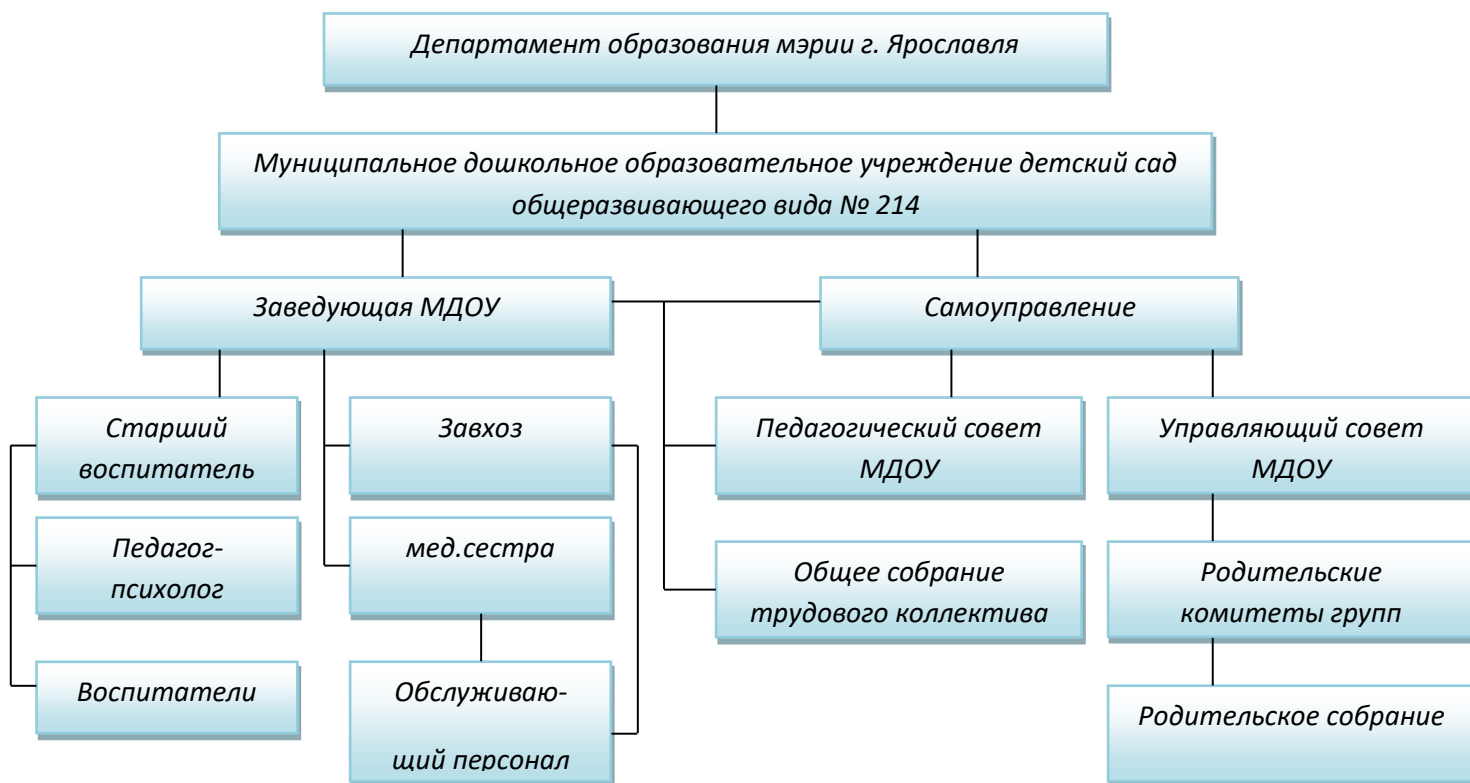 Департамент образования мэрии г. Ярославля
Муниципальное дошкольное образовательное учреждение детский сад
общеразвивающего вида № 214
Заведующая МДОУ
Самоуправление
Старший
воспитатель
Завхоз
Педагогический совет
МДОУ
Управляющий совет
МДОУ
Педагог-
психолог
мед.сестра
Общее собрание
трудового коллектива
Родительские
комитеты групп
Воспитатели
Обслуживаю-
щий персонал
Родительское собрание